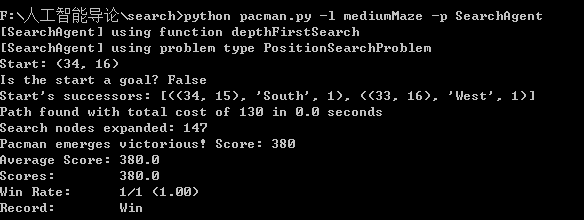 F:\人工智能导论\search>python pacman.py -l mediumMaze -p SearchAgent
[SearchAgent] using function depthFirstSearch
[SearchAgent] using problem type PositionSearchProblem
Start: (34, 16)
Is the start a goal? False
Start's successors: [((34, 15), 'South', 1), ((33, 16), 'West', 1)]
Path found with total cost of 130 in 0.0 seconds
Search nodes expanded: 147
Pacman emerges victorious! Score: 380
Average Score: 380.0
Scores:        380.0
Win Rate:      1/1 (1.00)
Record:        Win